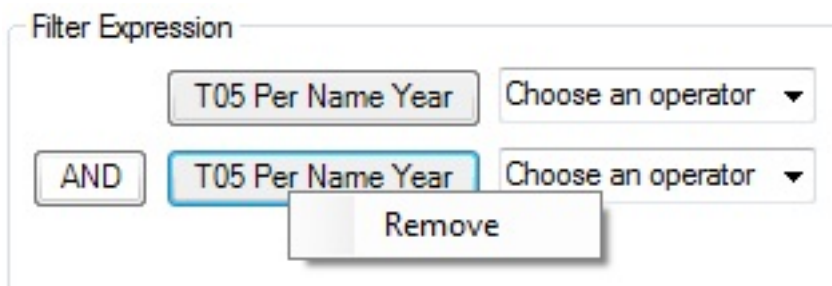 Filter Expression
T05 Per Name Year Choose an operator
AND T05 Per Name Year Choose an operator
Remove